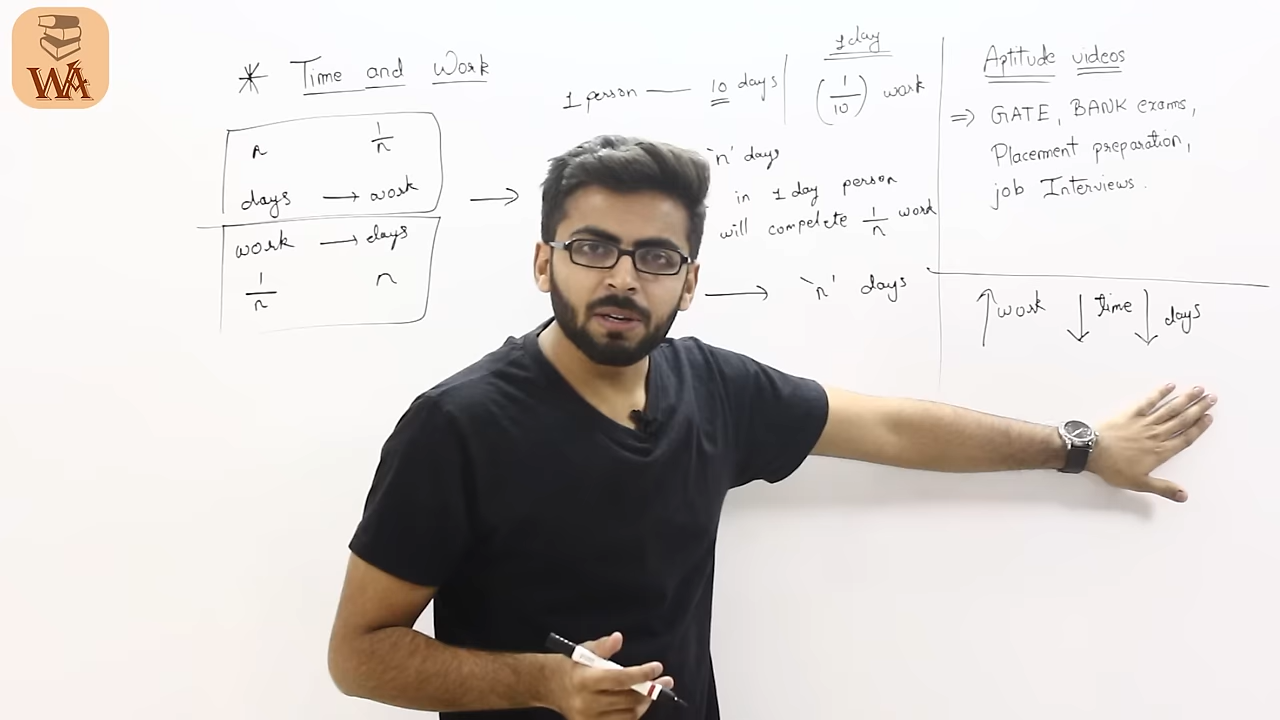 WA
* Time and Work
n 1/n
days → work
work → days
1/n n
→
1 person — 10 days
1 day
(1/10) work
'n' days
in 1 day person
will compelete 1/n work
→ 'n' days
Aptitude videos
⇒ GATE, BANK exams,
Placement preparation,
job Interviews.
↑ work ↓ time ↓ days